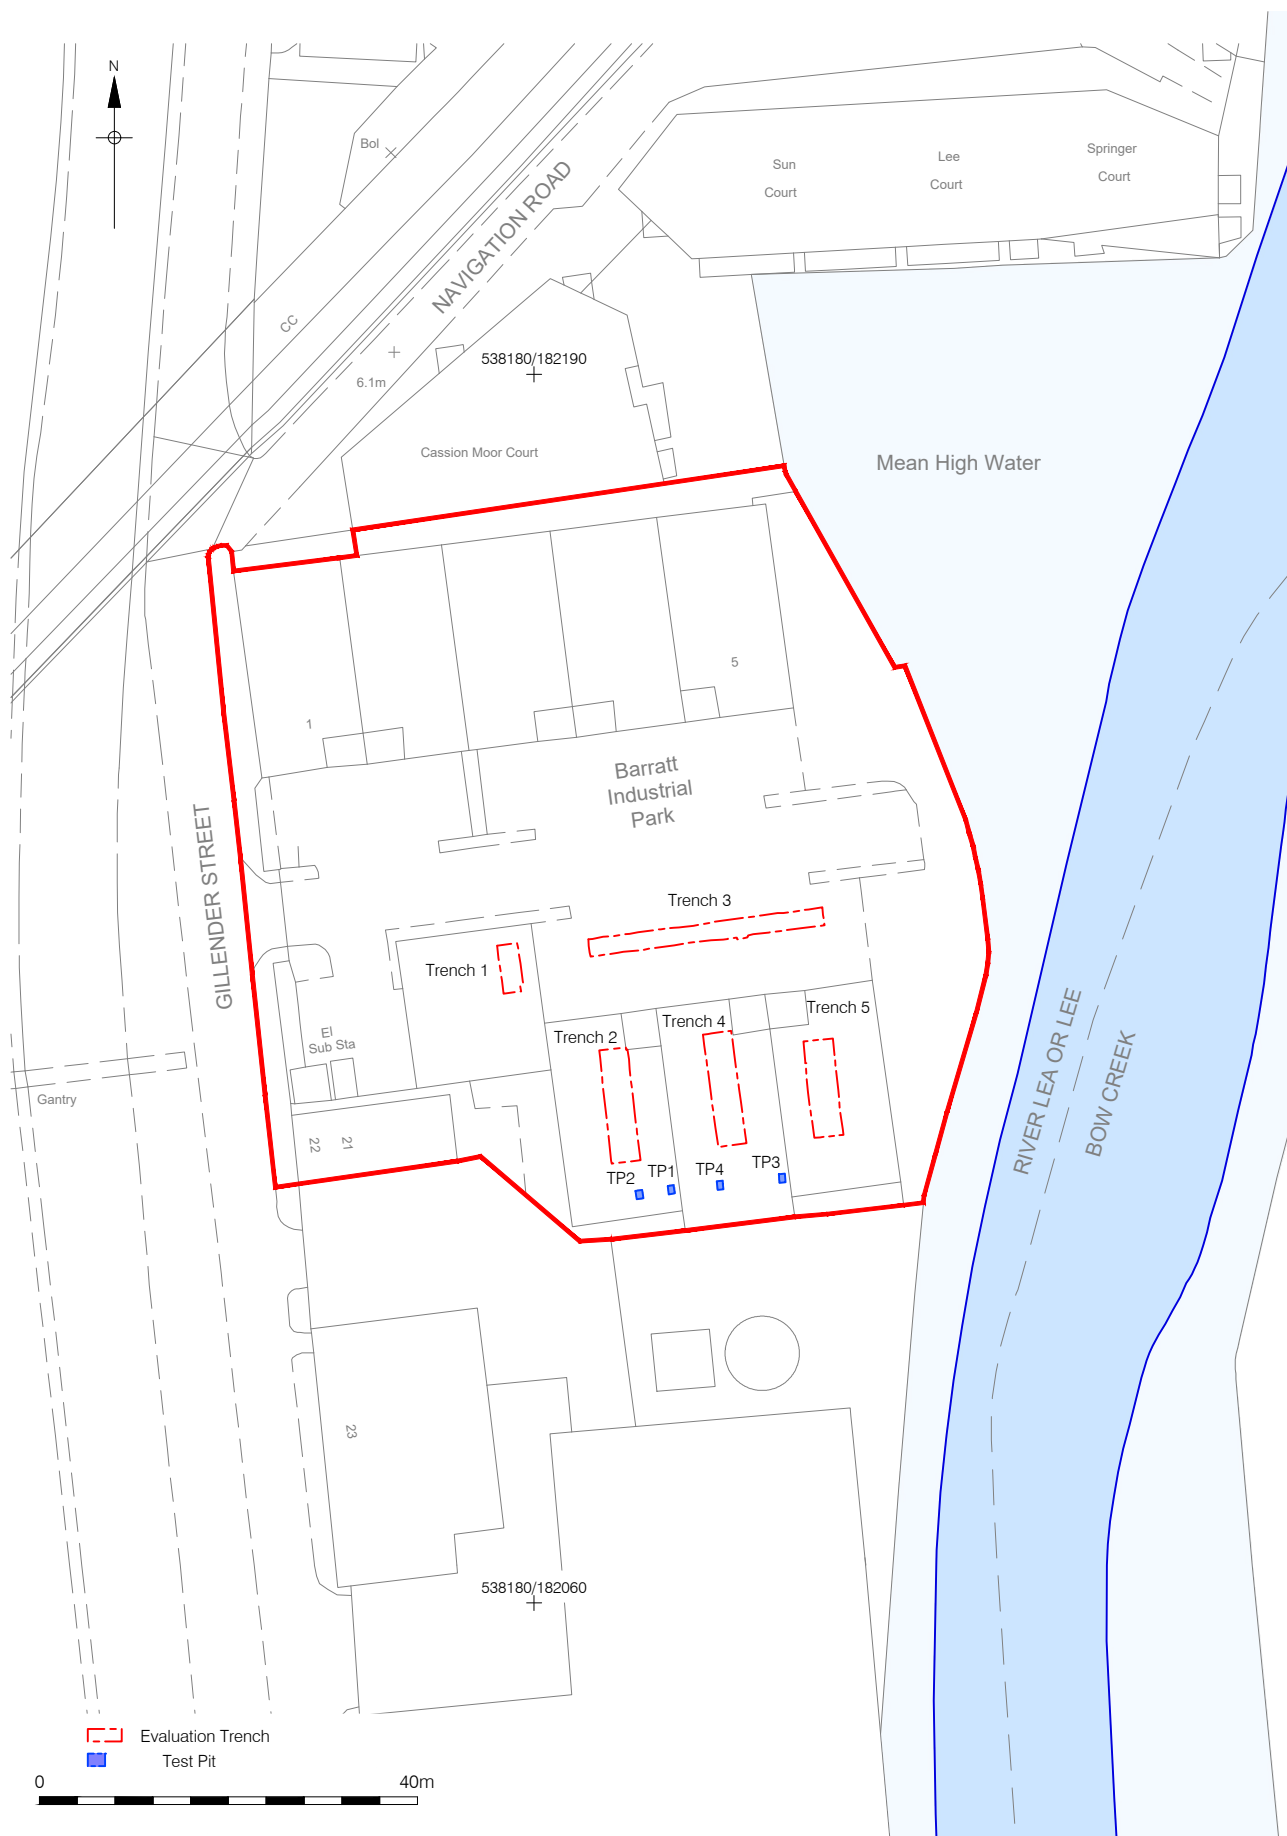 N
Bol
Sun
Court
Lee
Court
Springer
Court
NAVIGATION ROAD
CC
6.1m
538180/182190
Cassion Moor Court
Mean High Water
5
1
Barratt
Industrial
Park
GILLENDER STREET
Trench 3
Trench 1
Trench 5
Trench 4
Trench 2
El
Sub Sta
Gantry
22
21
TP2
TP1
TP4
TP3
RIVER LEA OR LEE
BOW CREEK
23
538180/182060
Evaluation Trench
Test Pit
0
40m